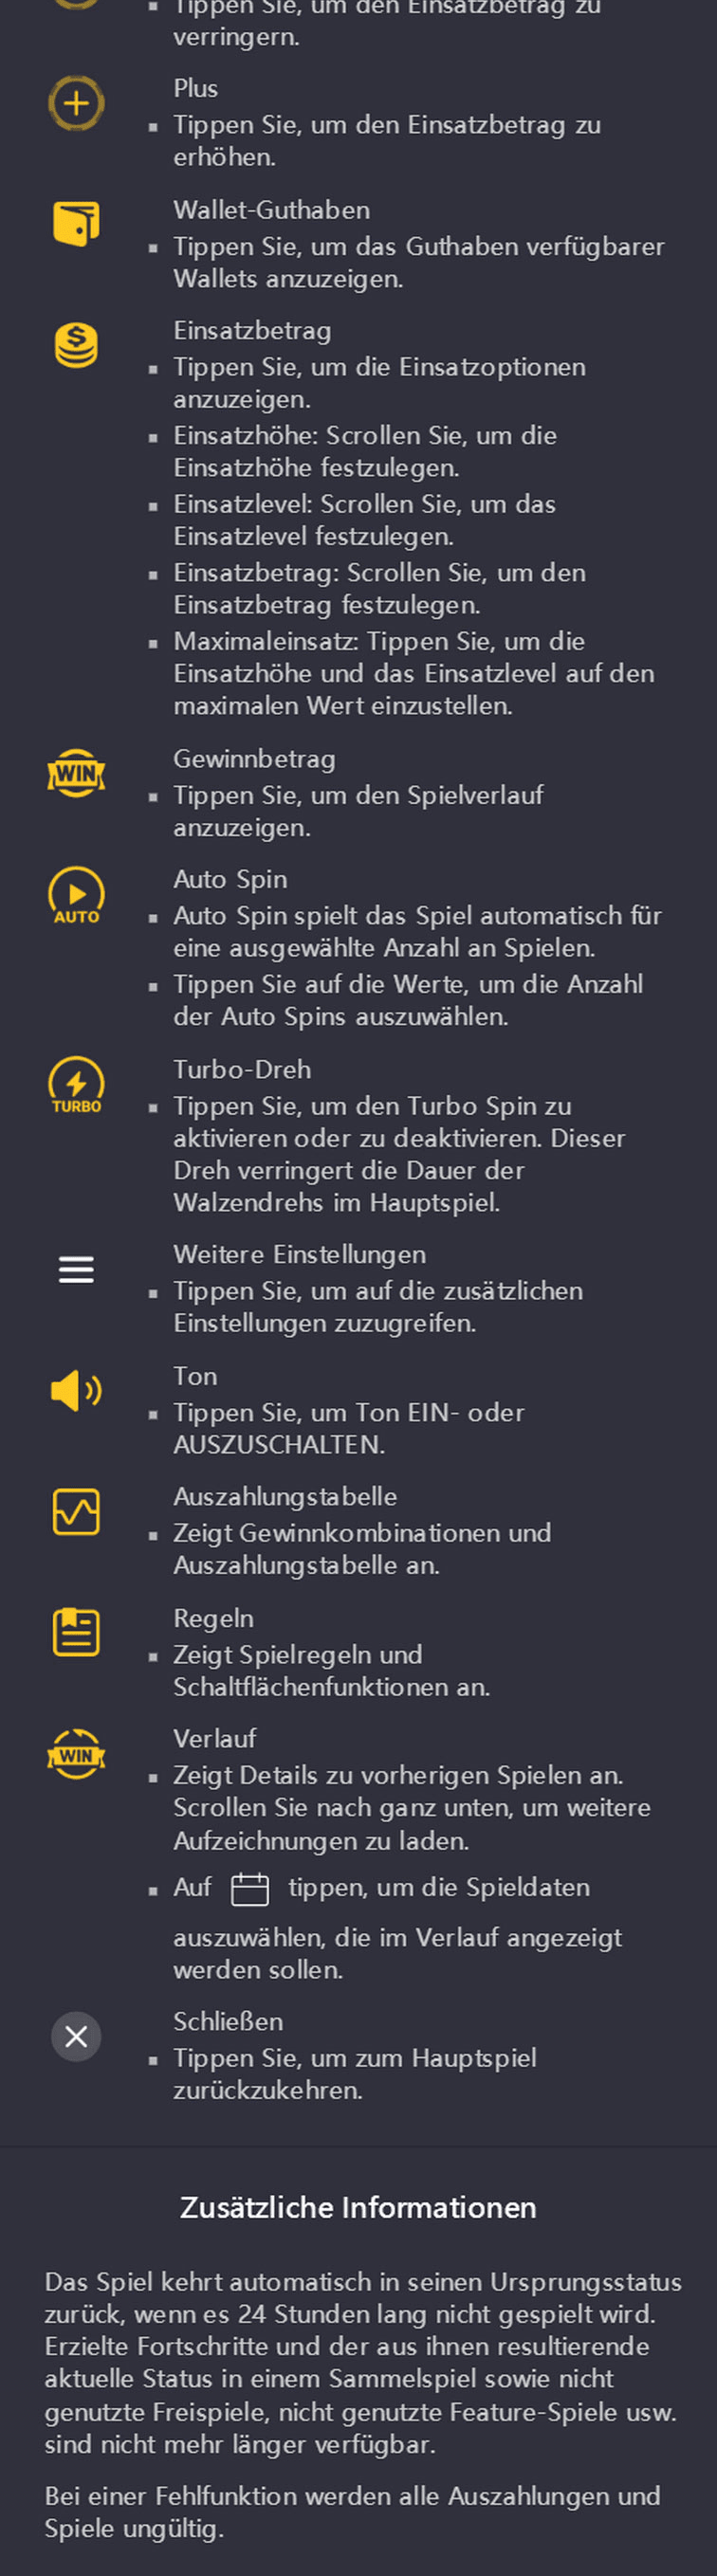 Tippen Sie, um den Einsatzbetrag zu
verringern.
Plus
Tippen Sie, um den Einsatzbetrag zu
erhöhen.
Wallet-Guthaben
Tippen Sie, um das Guthaben verfügbarer
Wallets anzuzeigen.
Einsatzbetrag
Tippen Sie, um die Einsatzoptionen
anzuzeigen.
Einsatzhöhe: Scrollen Sie, um die
Einsatzhöhe festzulegen.
Einsatzlevel: Scrollen Sie, um das
Einsatzlevel festzulegen.
Einsatzbetrag: Scrollen Sie, um den
Einsatzbetrag festzulegen.
Maximaleinsatz: Tippen Sie, um die
Einsatzhöhe und das Einsatzlevel auf den
maximalen Wert einzustellen.
WIN
Gewinnbetrag
Tippen Sie, um den Spielverlauf
anzuzeigen.
AUTO
Auto Spin
Auto Spin spielt das Spiel automatisch für
eine ausgewählte Anzahl an Spielen.
Tippen Sie auf die Werte, um die Anzahl
der Auto Spins auszuwählen.
TURBO
Turbo-Dreh
Tippen Sie, um den Turbo Spin zu
aktivieren oder zu deaktivieren. Dieser
Dreh verringert die Dauer der
Walzendrehs im Hauptspiel.
Weitere Einstellungen
Tippen Sie, um auf die zusätzlichen
Einstellungen zuzugreifen.
Ton
Tippen Sie, um Ton EIN- oder
AUSZUSCHALTEN.
Auszahlungstabelle
Zeigt Gewinnkombinationen und
Auszahlungstabelle an.
Regeln
Zeigt Spielregeln und
Schaltflächenfunktionen an.
WIN
Verlauf
Zeigt Details zu vorherigen Spielen an.
Scrollen Sie nach ganz unten, um weitere
Aufzeichnungen zu laden.
Auf tippen, um die Spieldaten
auszuwählen, die im Verlauf angezeigt
werden sollen.
Schließen
Tippen Sie, um zum Hauptspiel
zurückzukehren.
Zusätzliche Informationen
Das Spiel kehrt automatisch in seinen Ursprungsstatus
zurück, wenn es 24 Stunden lang nicht gespielt wird.
Erzielte Fortschritte und der aus ihnen resultierende
aktuelle Status in einem Sammelspiel sowie nicht
genutzte Freispiele, nicht genutzte Feature-Spiele usw.
sind nicht mehr länger verfügbar.
Bei einer Fehlfunktion werden alle Auszahlungen und
Spiele ungültig.